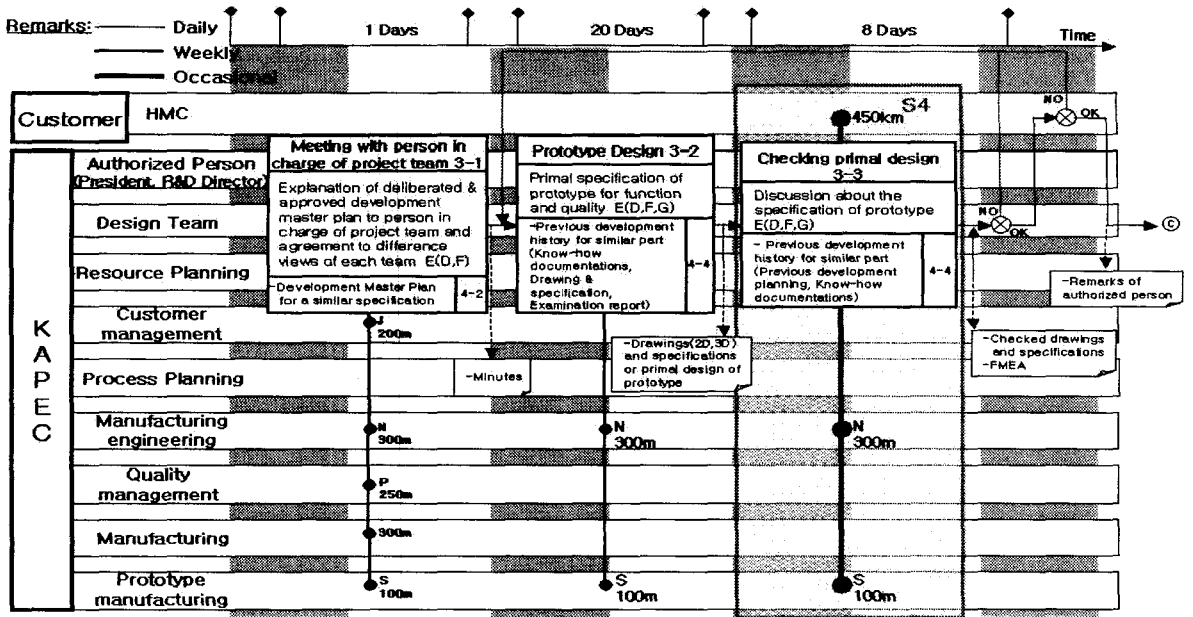 Remarks:
Daily
Weekly
Occasional
1 Days
20 Days
8 Days
Time
Customer
HMC
S4
450km
NO
OK
KAPEC
Authorized Person
(President. R&D Director)
Design Team
Resource Planning
Customer
management
Process Planning
Manufacturing
engineering
Quality
management
Manufacturing
Prototype
manufacturing
Meeting with person in
charge of project team 3-1
Explanation of deliberated &
approved development
master plan to person in
charge of project team and
agreement to difference
views of each team E(D,F)
-Development Master Plan
for a similar specification
4-2
Prototype Design 3-2
Primal specification of
prototype for function
and quality E(D,F,G)
-Previous development
history for similar part
(Know-how
documentations,
Drawing &
specification,
Examination report)
4-4
Checking primal design
3-3
Discussion about the
specification of prototype
E(D,F,G)
- Previous development
history for similar part
(Previous development
planning, Know-how
documentations)
4-4
NO
OK
©
-Remarks of
authorized person
J
200m
-Minutes
-Drawings(2D,3D)
and specifications
or primal design of
prototype
-Checked drawings
and specifications
-FMEA
N
300m
N
300m
N
300m
P
250m
300m
S
100m
S
100m
S
100m